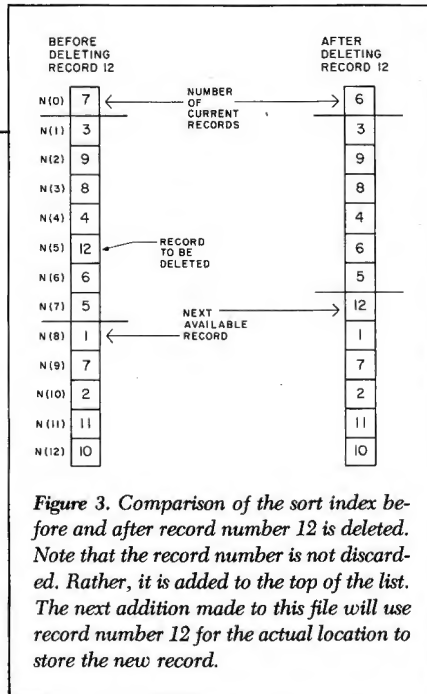 BEFORE
DELETING
RECORD 12
AFTER
DELETING
RECORD 12
NUMBER
OF
CURRENT
RECORDS
N(0) 7 6
N(1) 3 3
N(2) 9 9
N(3) 8 8
N(4) 4 4
N(5) 12 6
RECORD
TO BE
DELETED
N(6) 6 5
N(7) 5 12
NEXT
AVAILABLE
RECORD
N(8) 1 1
N(9) 7 7
N(10) 2 2
N(11) 11 11
N(12) 10 10
Figure 3. Comparison of the sort index be-
fore and after record number 12 is deleted.
Note that the record number is not discard-
ed. Rather, it is added to the top of the list.
The next addition made to this file will use
record number 12 for the actual location to
store the new record.